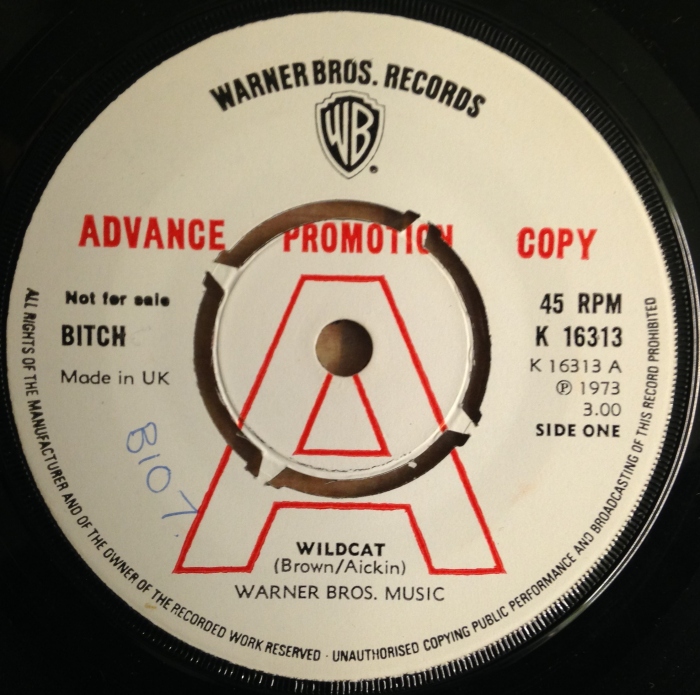 WARNER BROS. RECORDS
WB
ADVANCE PROMOTION COPY
Not for sale
BITCH
Made in UK
45 RPM
K 16313
K 16313 A
℗ 1973
3.00
SIDE ONE
B107
A
WILDCAT
(Brown/Aickin)
WARNER BROS. MUSIC
ALL RIGHTS OF THE MANUFACTURER AND OF THE OWNER OF THE RECORDED WORK RESERVED · UNAUTHORISED COPYING PUBLIC PERFORMANCE AND BROADCASTING OF THIS RECORD PROHIBITED